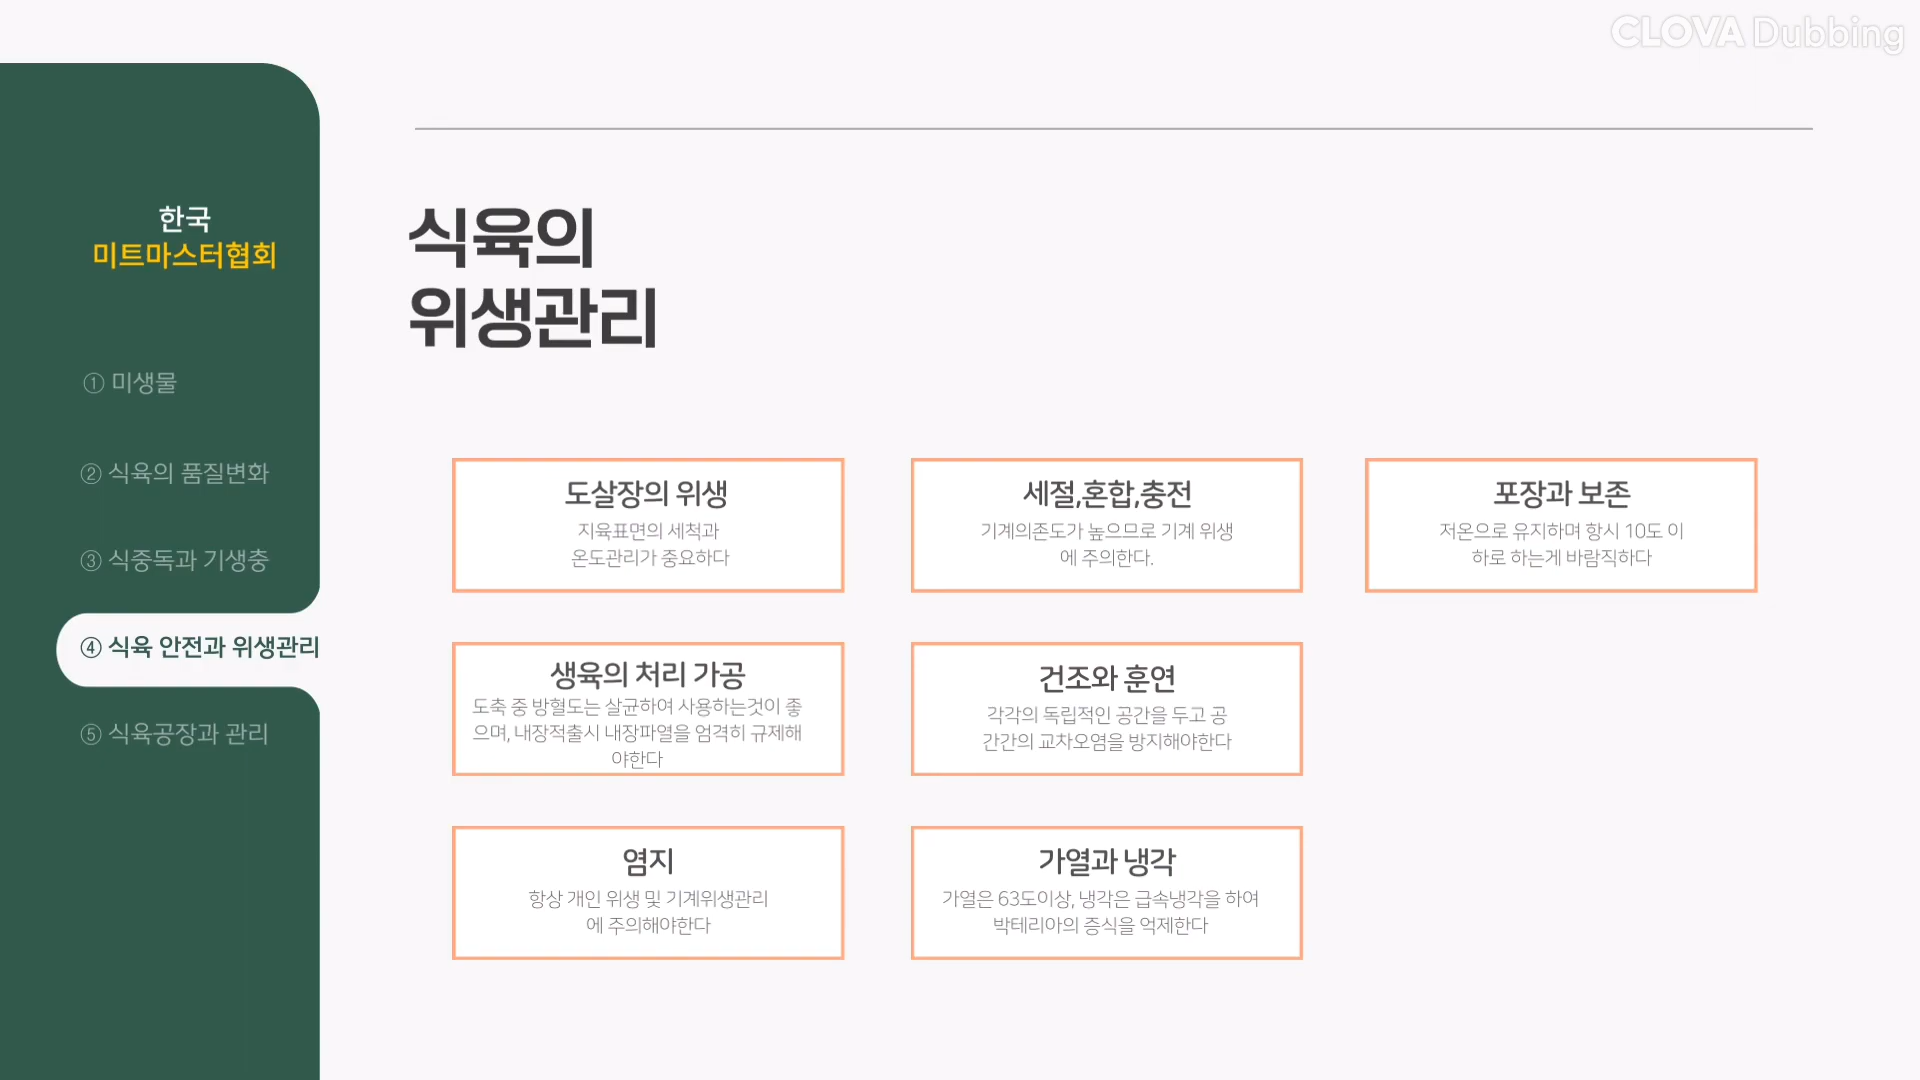 CLOVA Dubbing
한국
미트마스터협회
① 미생물
② 식육의 품질변화
③ 식중독과 기생충
④ 식육 안전과 위생관리
⑤ 식육공장과 관리
식육의
위생관리
도살장의 위생
지육표면의 세척과
온도관리가 중요하다
세절,혼합,충전
기계의존도가 높으므로 기계 위생
에 주의한다.
포장과 보존
저온으로 유지하며 항시 10도 이
하로 하는게 바람직하다
생육의 처리 가공
도축 중 방혈도는 살균하여 사용하는것이 좋
으며, 내장적출시 내장파열을 엄격히 규제해
야한다
건조와 훈연
각각의 독립적인 공간을 두고 공
간간의 교차오염을 방지해야한다
염지
항상 개인 위생 및 기계위생관리
에 주의해야한다
가열과 냉각
가열은 63도이상, 냉각은 급속냉각을 하여
박테리아의 증식을 억제한다